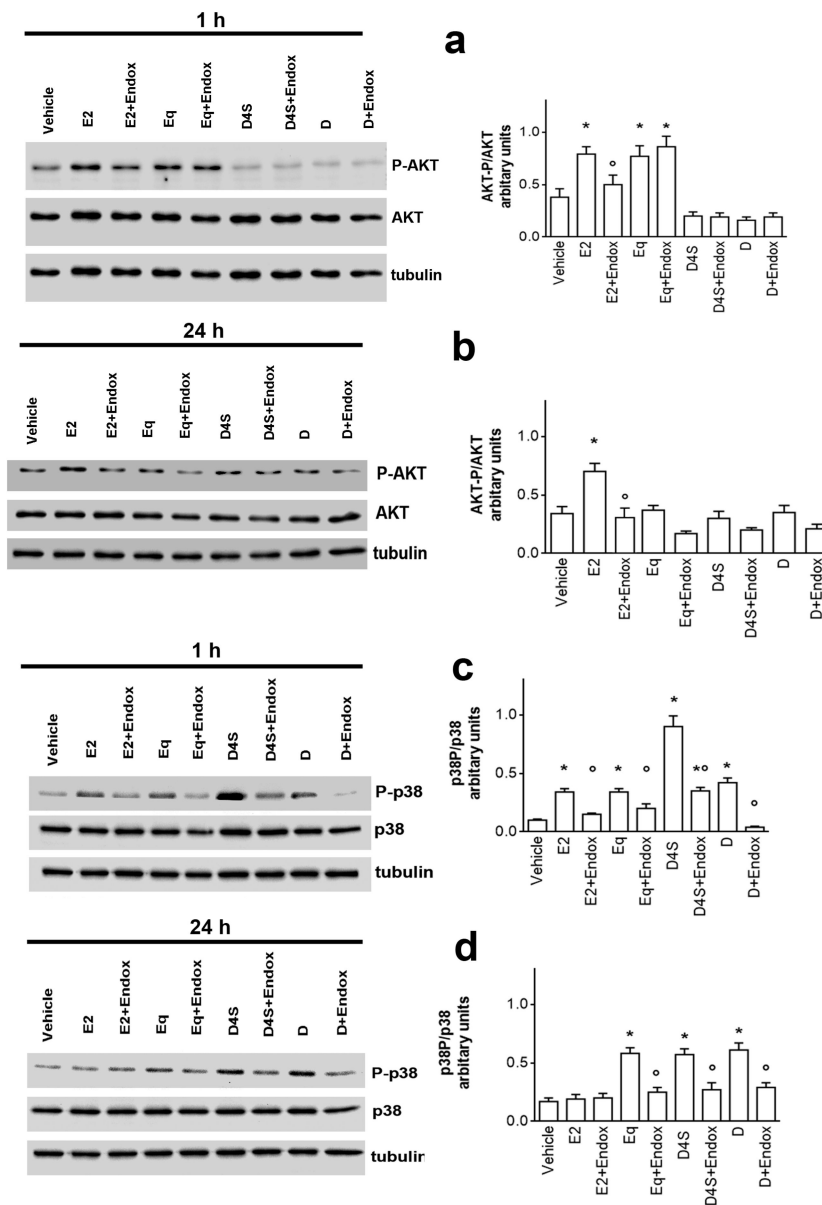 1 h
Vehicle
E2
E2+Endox
Eq
Eq+Endox
D4S
D4S+Endox
D
D+Endox
P-AKT
AKT
tubulin
a
AKT-P/AKT
arbitary units
1.0
0.5
0.0
* ° * *
Vehicle
E2
E2+Endox
Eq
Eq+Endox
D4S
D4S+Endox
D
D+Endox
24 h
Vehicle
E2
E2+Endox
Eq
Eq+Endox
D4S
D4S+Endox
D
D+Endox
P-AKT
AKT
tubulin
b
AKT-P/AKT
arbitary units
1.0
0.5
0.0
* °
Vehicle
E2
E2+Endox
Eq
Eq+Endox
D4S
D4S+Endox
D
D+Endox
1 h
Vehicle
E2
E2+Endox
Eq
Eq+Endox
D4S
D4S+Endox
D
D+Endox
P-p38
p38
tubulin
c
p38P/p38
arbitary units
1.0
0.5
0.0
* ° * ° * *° * °
Vehicle
E2
E2+Endox
Eq
Eq+Endox
D4S
D4S+Endox
D
D+Endox
24 h
Vehicle
E2
E2+Endox
Eq
Eq+Endox
D4S
D4S+Endox
D
D+Endox
P-p38
p38
tubulin
d
p38P/p38
arbitary units
1.0
0.5
0.0
* ° * ° * °
Vehicle
E2
E2+Endox
Eq
Eq+Endox
D4S
D4S+Endox
D
D+Endox